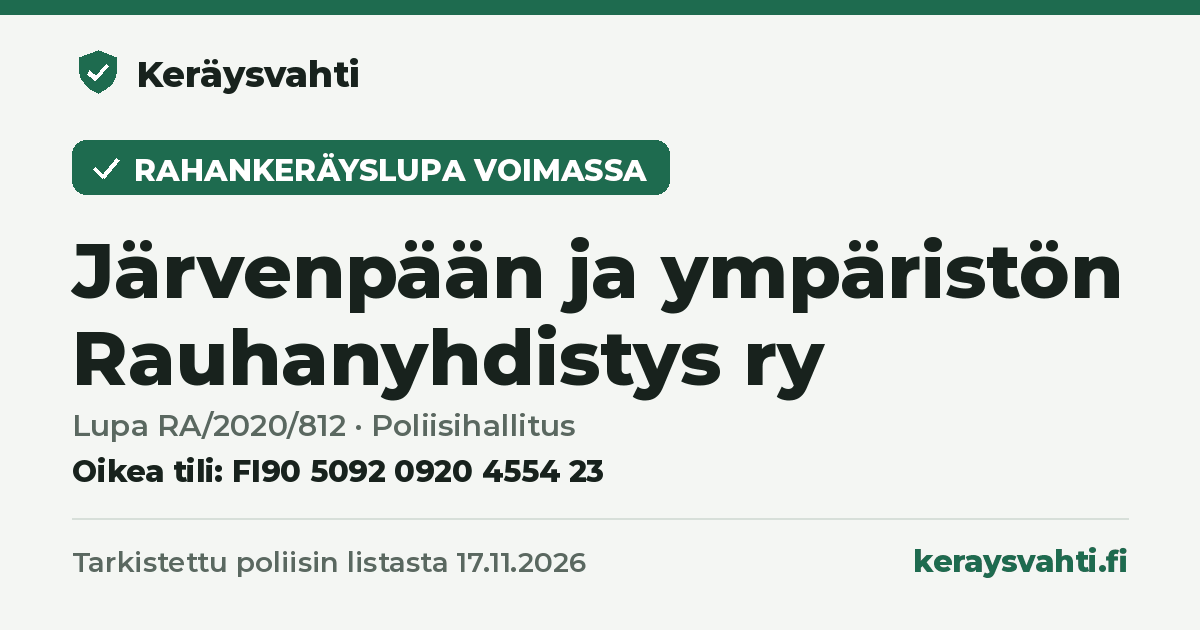 Keräysvahti
RAHANKERÄYSLUPA VOIMASSA
Järvenpään ja ympäristön
Rauhanyhdistys ry
Lupa RA/2020/812 · Poliisihallitus
Oikea tili: FI90 5092 0920 4554 23
Tarkistettu poliisin listasta 17.11.2026
keraysvahti.fi